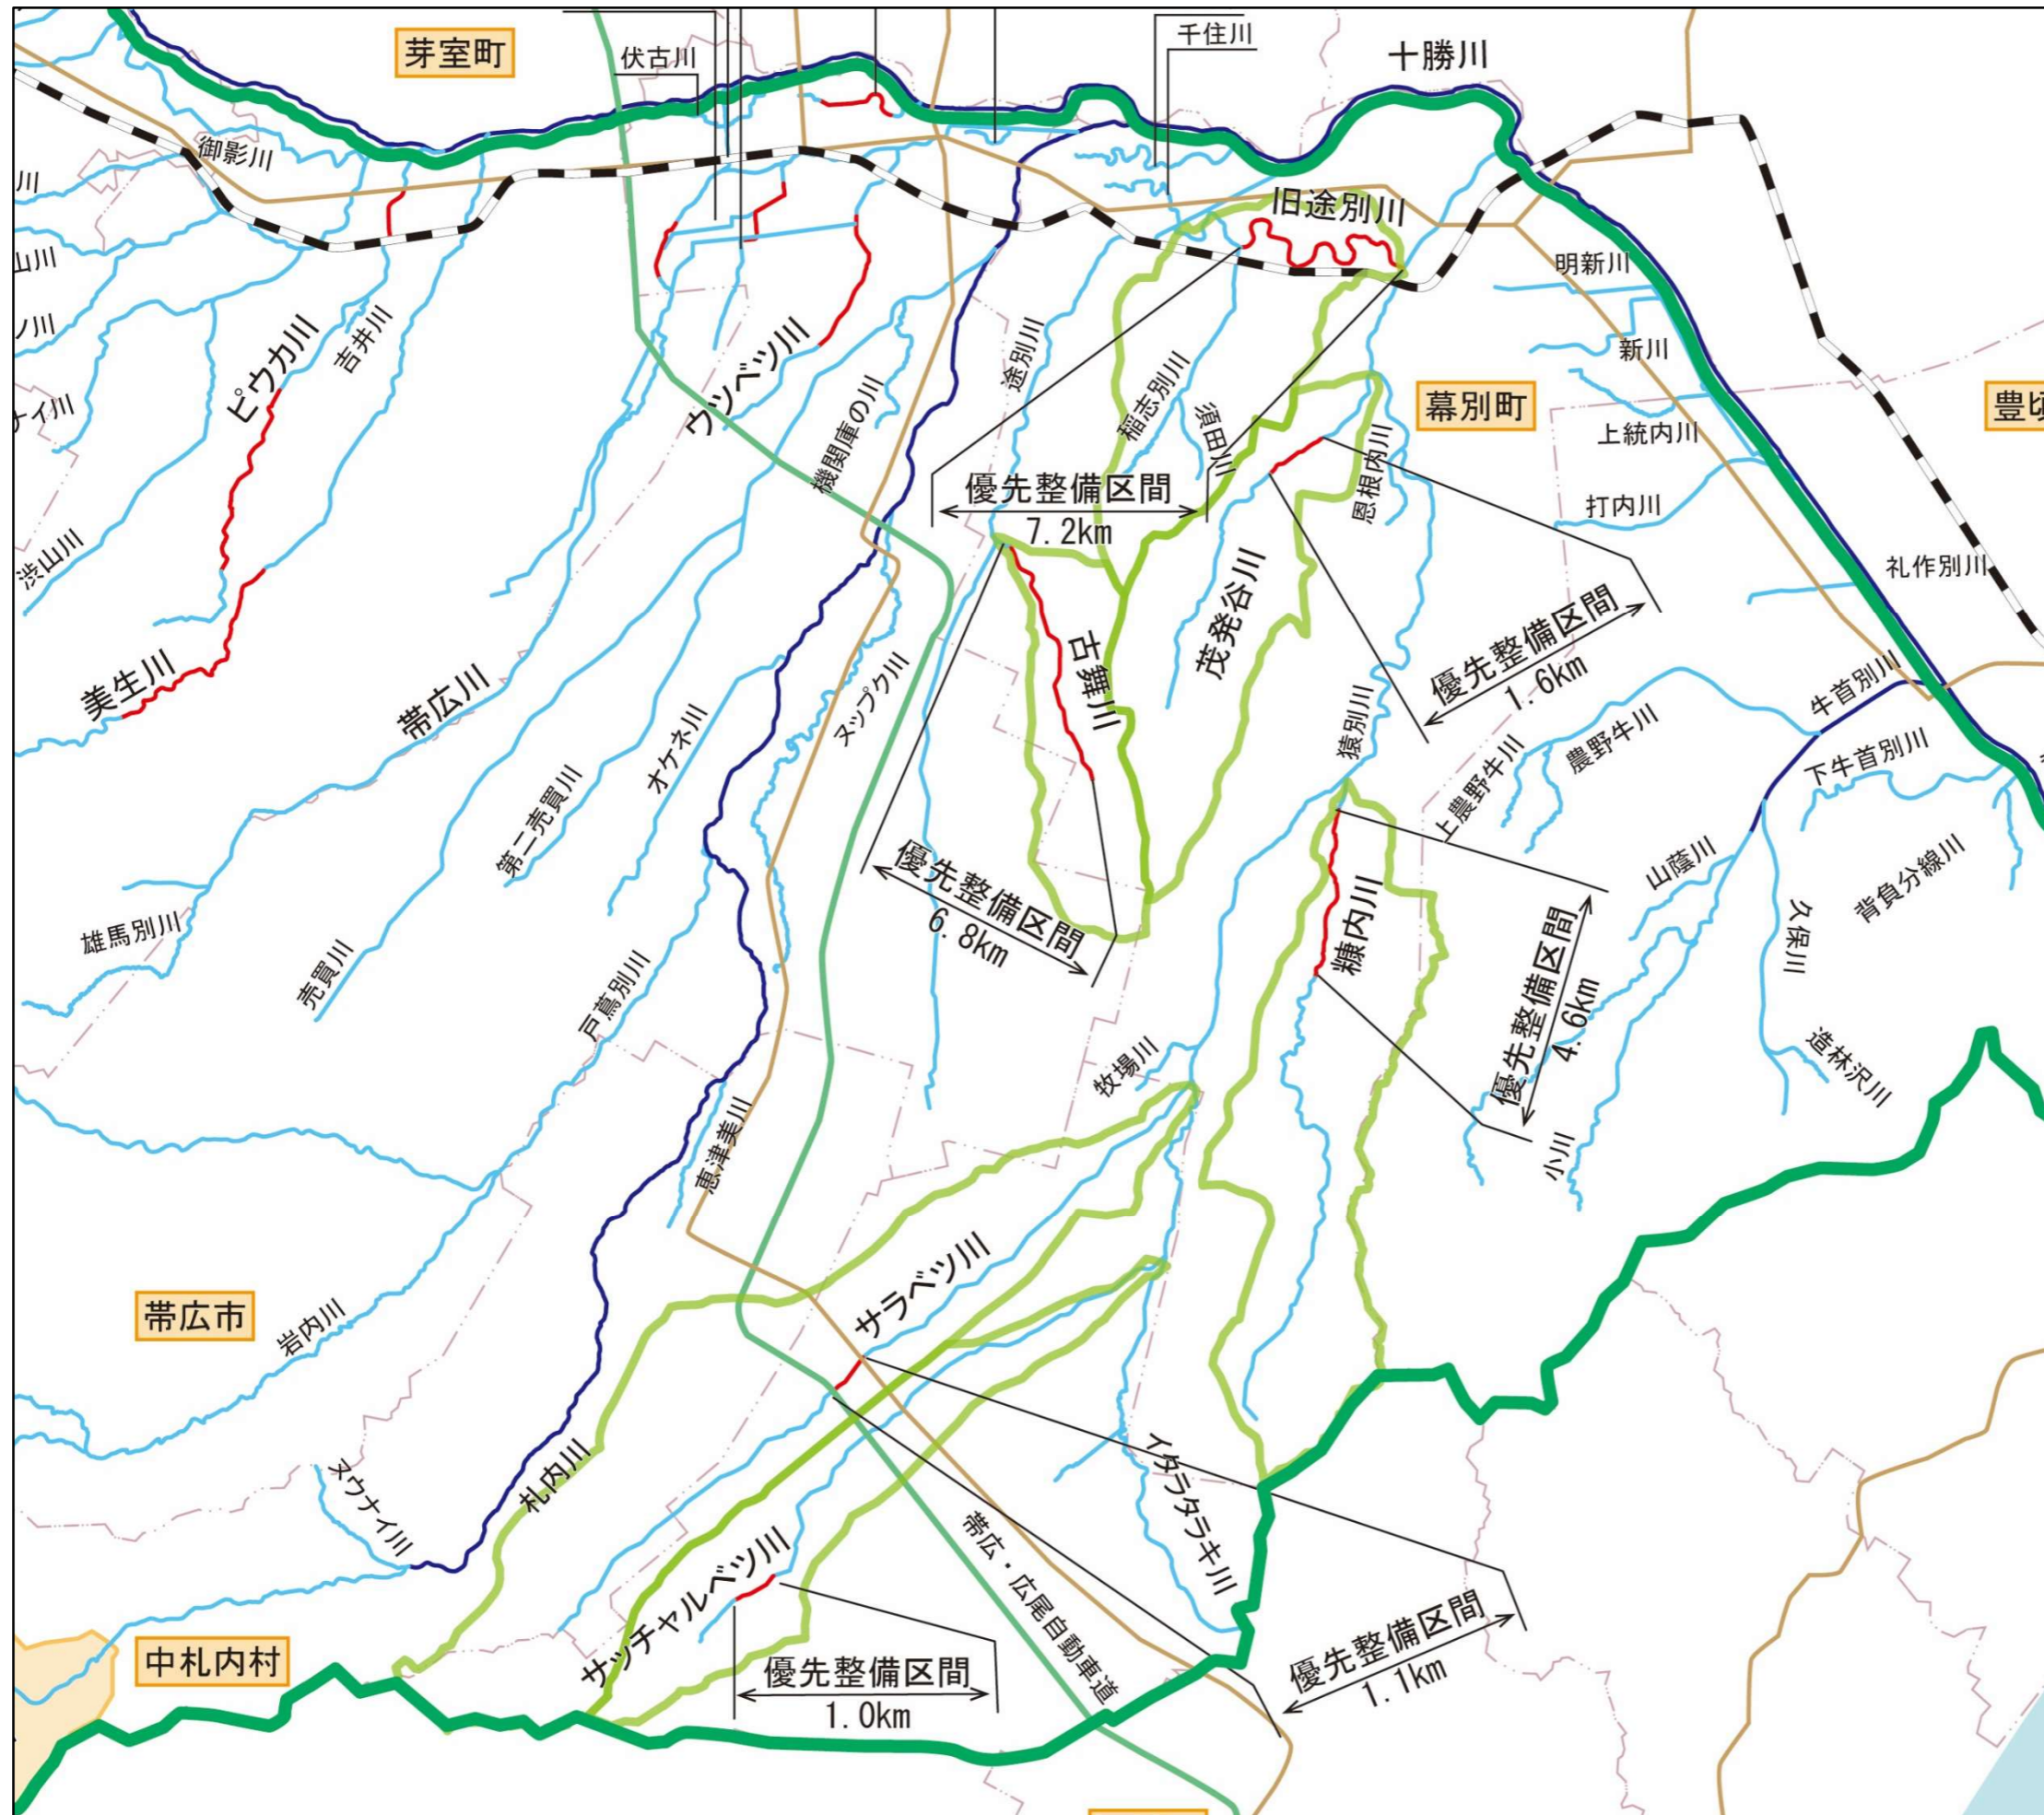 芽室町
伏古川
千住川
十勝川
御影川
川
山川
ノ川
ナイ川
旧途別川
明新川
ピウカ川
吉井川
ウツベツ川
途別川
新川
機関庫の川
稲志別川
須田川
幕別町
上統内川
恩根内川
優先整備区間
7.2km
打内川
渋山川
礼作別川
茂発谷川
優先整備区間
1.6km
古舞川
美生川
帯広川
ヌップク川
牛首別川
オケネ川
猿別川
農野牛川
上農野牛川
下牛首別川
第二売買川
優先整備区間
6.8km
山蔭川
背負分線川
雄馬別川
糠内川
久保川
売買川
戸蔦別川
優先整備区間
4.6km
牧場川
造林沢川
恵津美川
小川
サラベツ川
帯広市
岩内川
札内川
ヌウナイ川
イタラタラキ川
帯広・広尾自動車道
サッチャルベツ川
優先整備区間
1.1km
中札内村
優先整備区間
1.0km